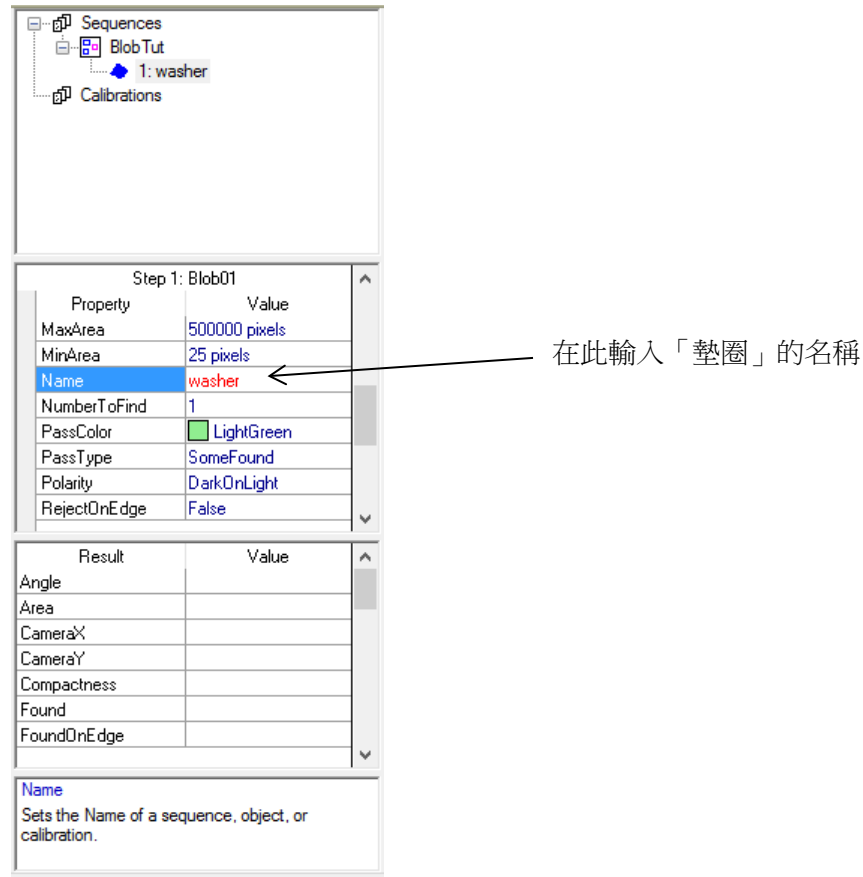 Sequences
BlobTut
1: washer
Calibrations
Step 1: Blob01
Property Value
MaxArea 500000 pixels
MinArea 25 pixels
Name washer
在此輸入「墊圈」的名稱
NumberToFind 1
PassColor LightGreen
PassType SomeFound
Polarity DarkOnLight
RejectOnEdge False
Result Value
Angle
Area
CameraX
CameraY
Compactness
Found
FoundOnEdge
Name
Sets the Name of a sequence, object, or
calibration.